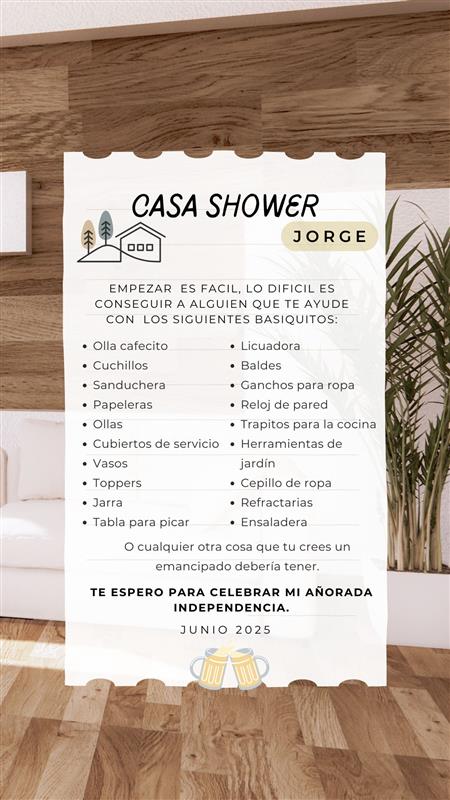 CASA SHOWER
JORGE
EMPEZAR ES FACIL, LO DIFICIL ES
CONSEGUIR A ALGUIEN QUE TE AYUDE
CON LOS SIGUIENTES BASIQUITOS:
• Olla cafecito
• Cuchillos
• Sanduchera
• Papeleras
• Ollas
• Cubiertos de servicio
• Vasos
• Toppers
• Jarra
• Tabla para picar
• Licuadora
• Baldes
• Ganchos para ropa
• Reloj de pared
• Trapitos para la cocina
• Herramientas de
jardín
• Cepillo de ropa
• Refractarias
• Ensaladera
O cualquier otra cosa que tu crees un
emancipado debería tener.
TE ESPERO PARA CELEBRAR MI AÑORADA
INDEPENDENCIA.
JUNIO 2025